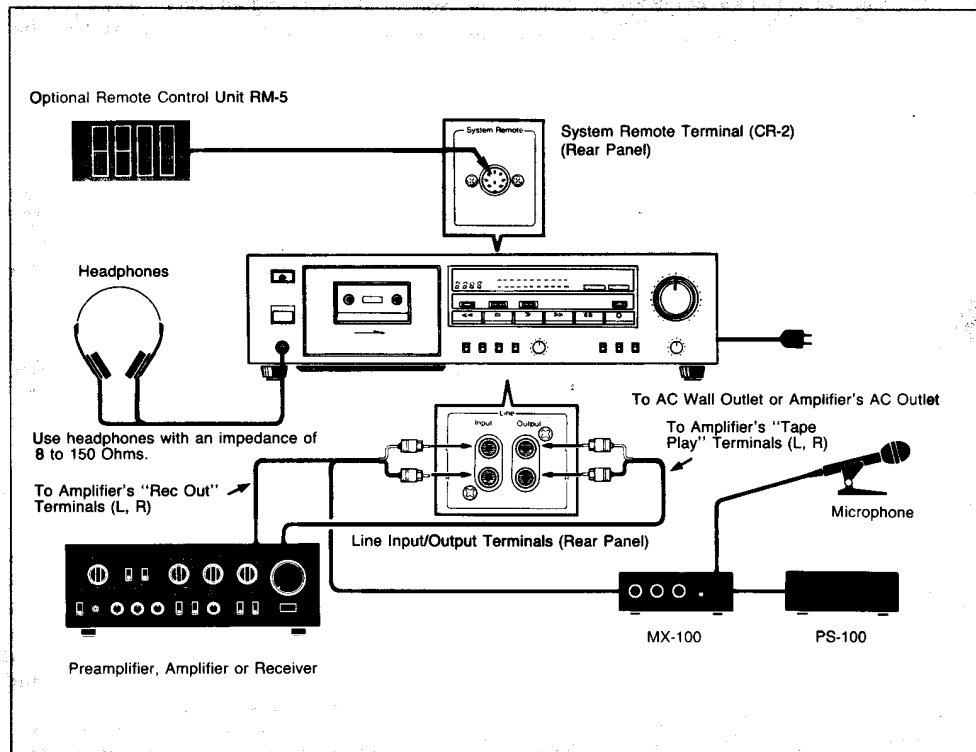 Optional Remote Control Unit RM-5
System Remote
System Remote Terminal (CR-2)
(Rear Panel)
Headphones
Use headphones with an impedance of
8 to 150 Ohms.
To AC Wall Outlet or Amplifier's AC Outlet
Line
Input
Output
To Amplifier's "Tape
Play" Terminals (L, R)
To Amplifier's "Rec Out"
Terminals (L, R)
Microphone
Line Input/Output Terminals (Rear Panel)
MX-100
PS-100
Preamplifier, Amplifier or Receiver